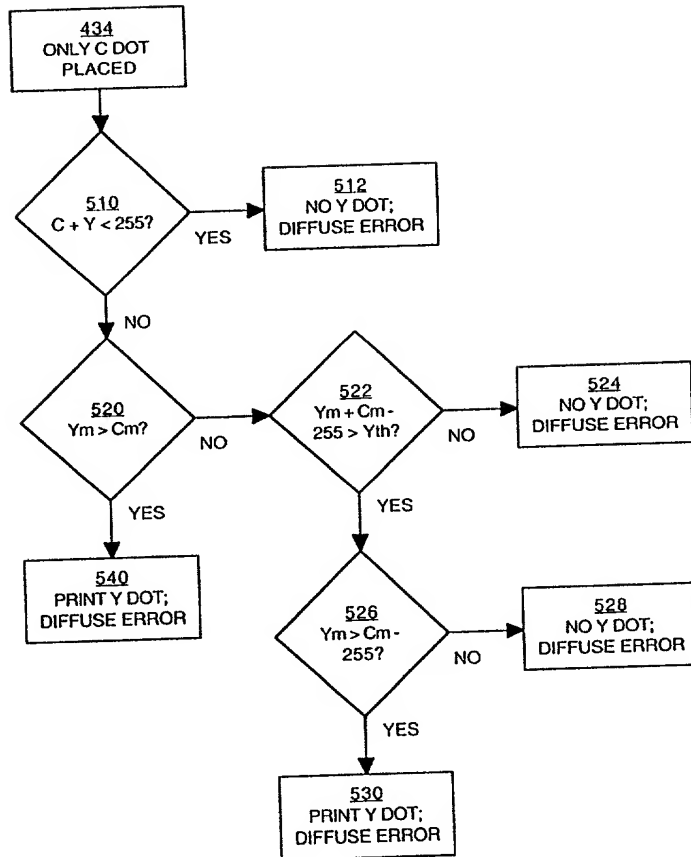 434
ONLY C DOT
PLACED
510
C + Y < 255?
YES
512
NO Y DOT;
DIFFUSE ERROR
NO
520
Ym > Cm?
NO
522
Ym + Cm -
255 > Yth?
NO
524
NO Y DOT;
DIFFUSE ERROR
YES
YES
540
PRINT Y DOT;
DIFFUSE ERROR
526
Ym > Cm -
255?
NO
528
NO Y DOT;
DIFFUSE ERROR
YES
530
PRINT Y DOT;
DIFFUSE ERROR